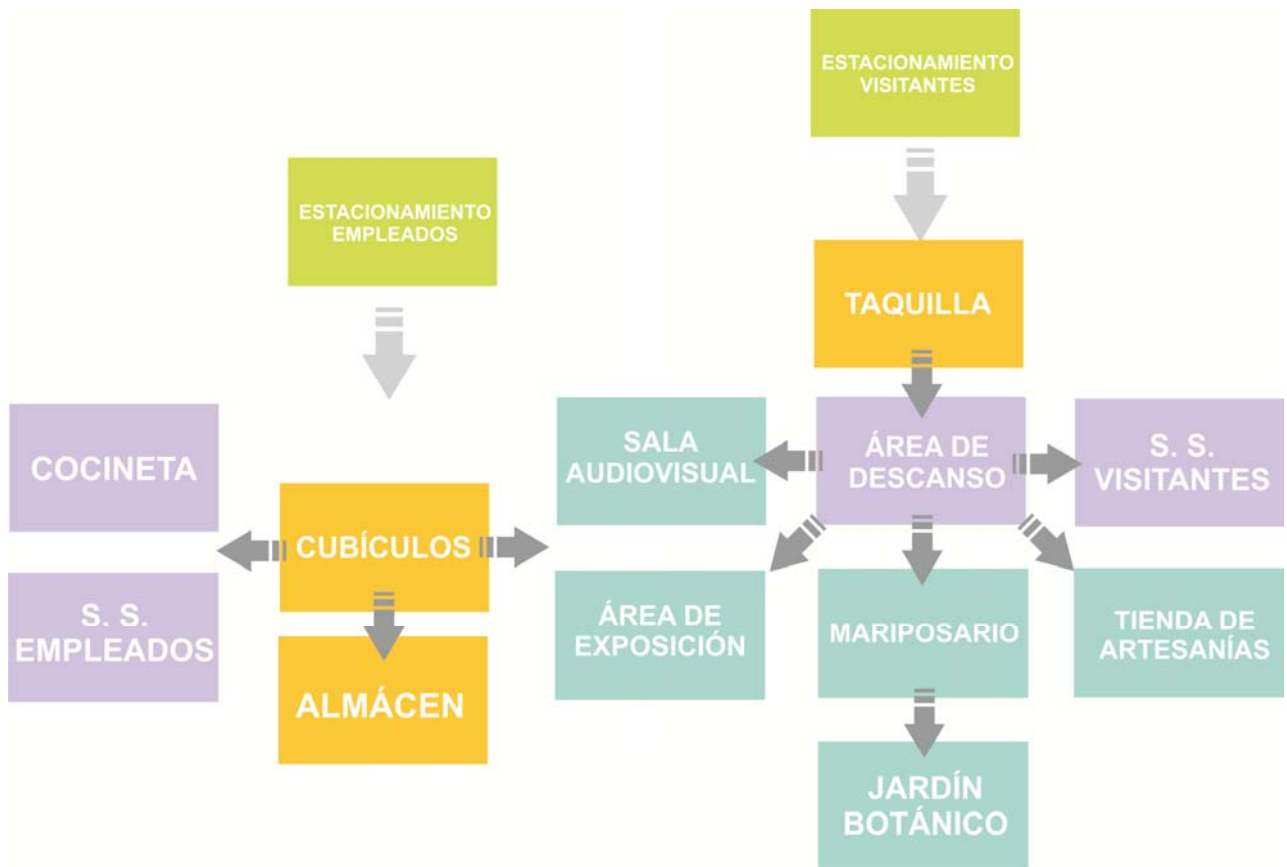 ESTACIONAMIENTO
VISITANTES
ESTACIONAMIENTO
EMPLEADOS
TAQUILLA
COCINETA
SALA
AUDIOVISUAL
ÁREA DE
DESCANSO
S. S.
VISITANTES
CUBÍCULOS
S. S.
EMPLEADOS
ÁREA DE
EXPOSICIÓN
MARIPOSARIO
TIENDA DE
ARTESANÍAS
ALMÁCEN
JARDÍN
BOTÁNICO